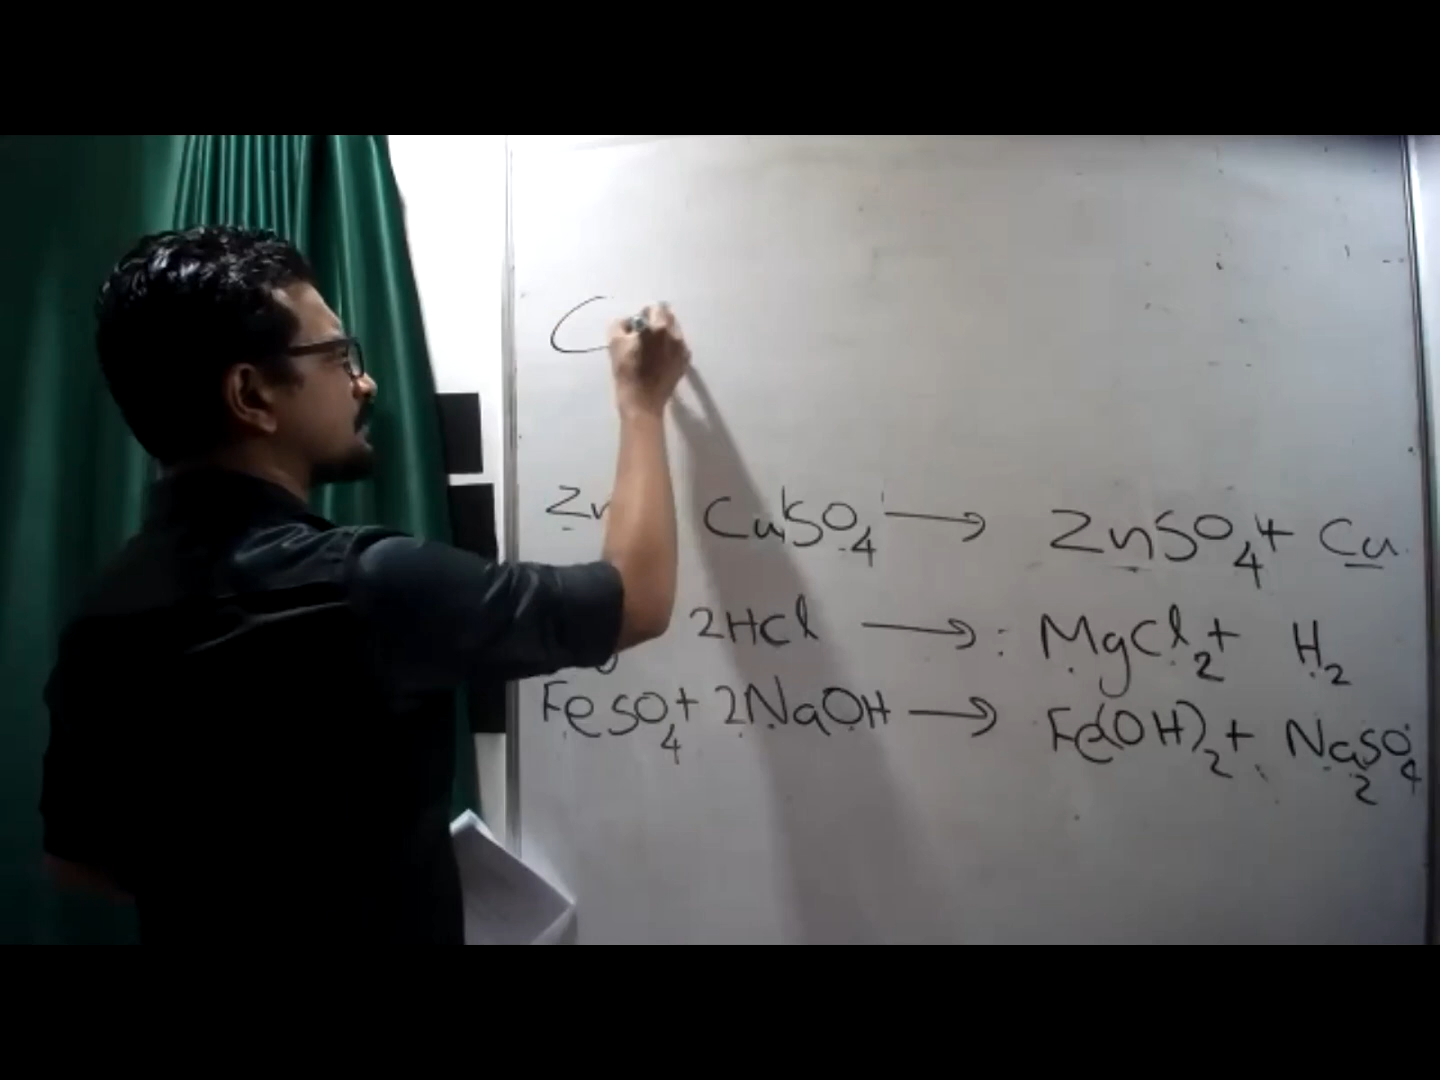 C
Zn CuSO4 → ZnSO4 + Cu
2HCl → MgCl2 + H2
FeSO4 + 2NaOH → Fe(OH)2 + Na2SO4